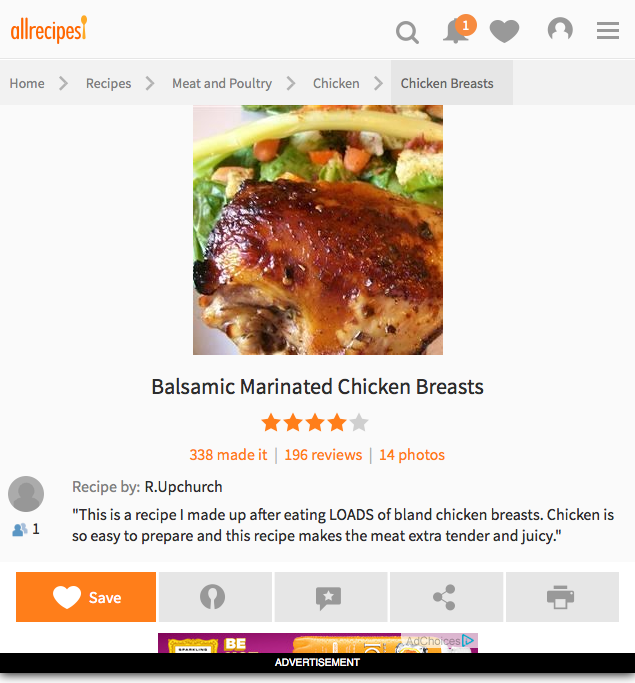 allrecipes
1
Home
Recipes
Meat and Poultry
Chicken
Chicken Breasts
Balsamic Marinated Chicken Breasts
338 made it | 196 reviews | 14 photos
Recipe by: R.Upchurch
"This is a recipe I made up after eating LOADS of bland chicken breasts. Chicken is
so easy to prepare and this recipe makes the meat extra tender and juicy."
1
Save
AdChoices
SPARKLING
BE
ADVERTISEMENT